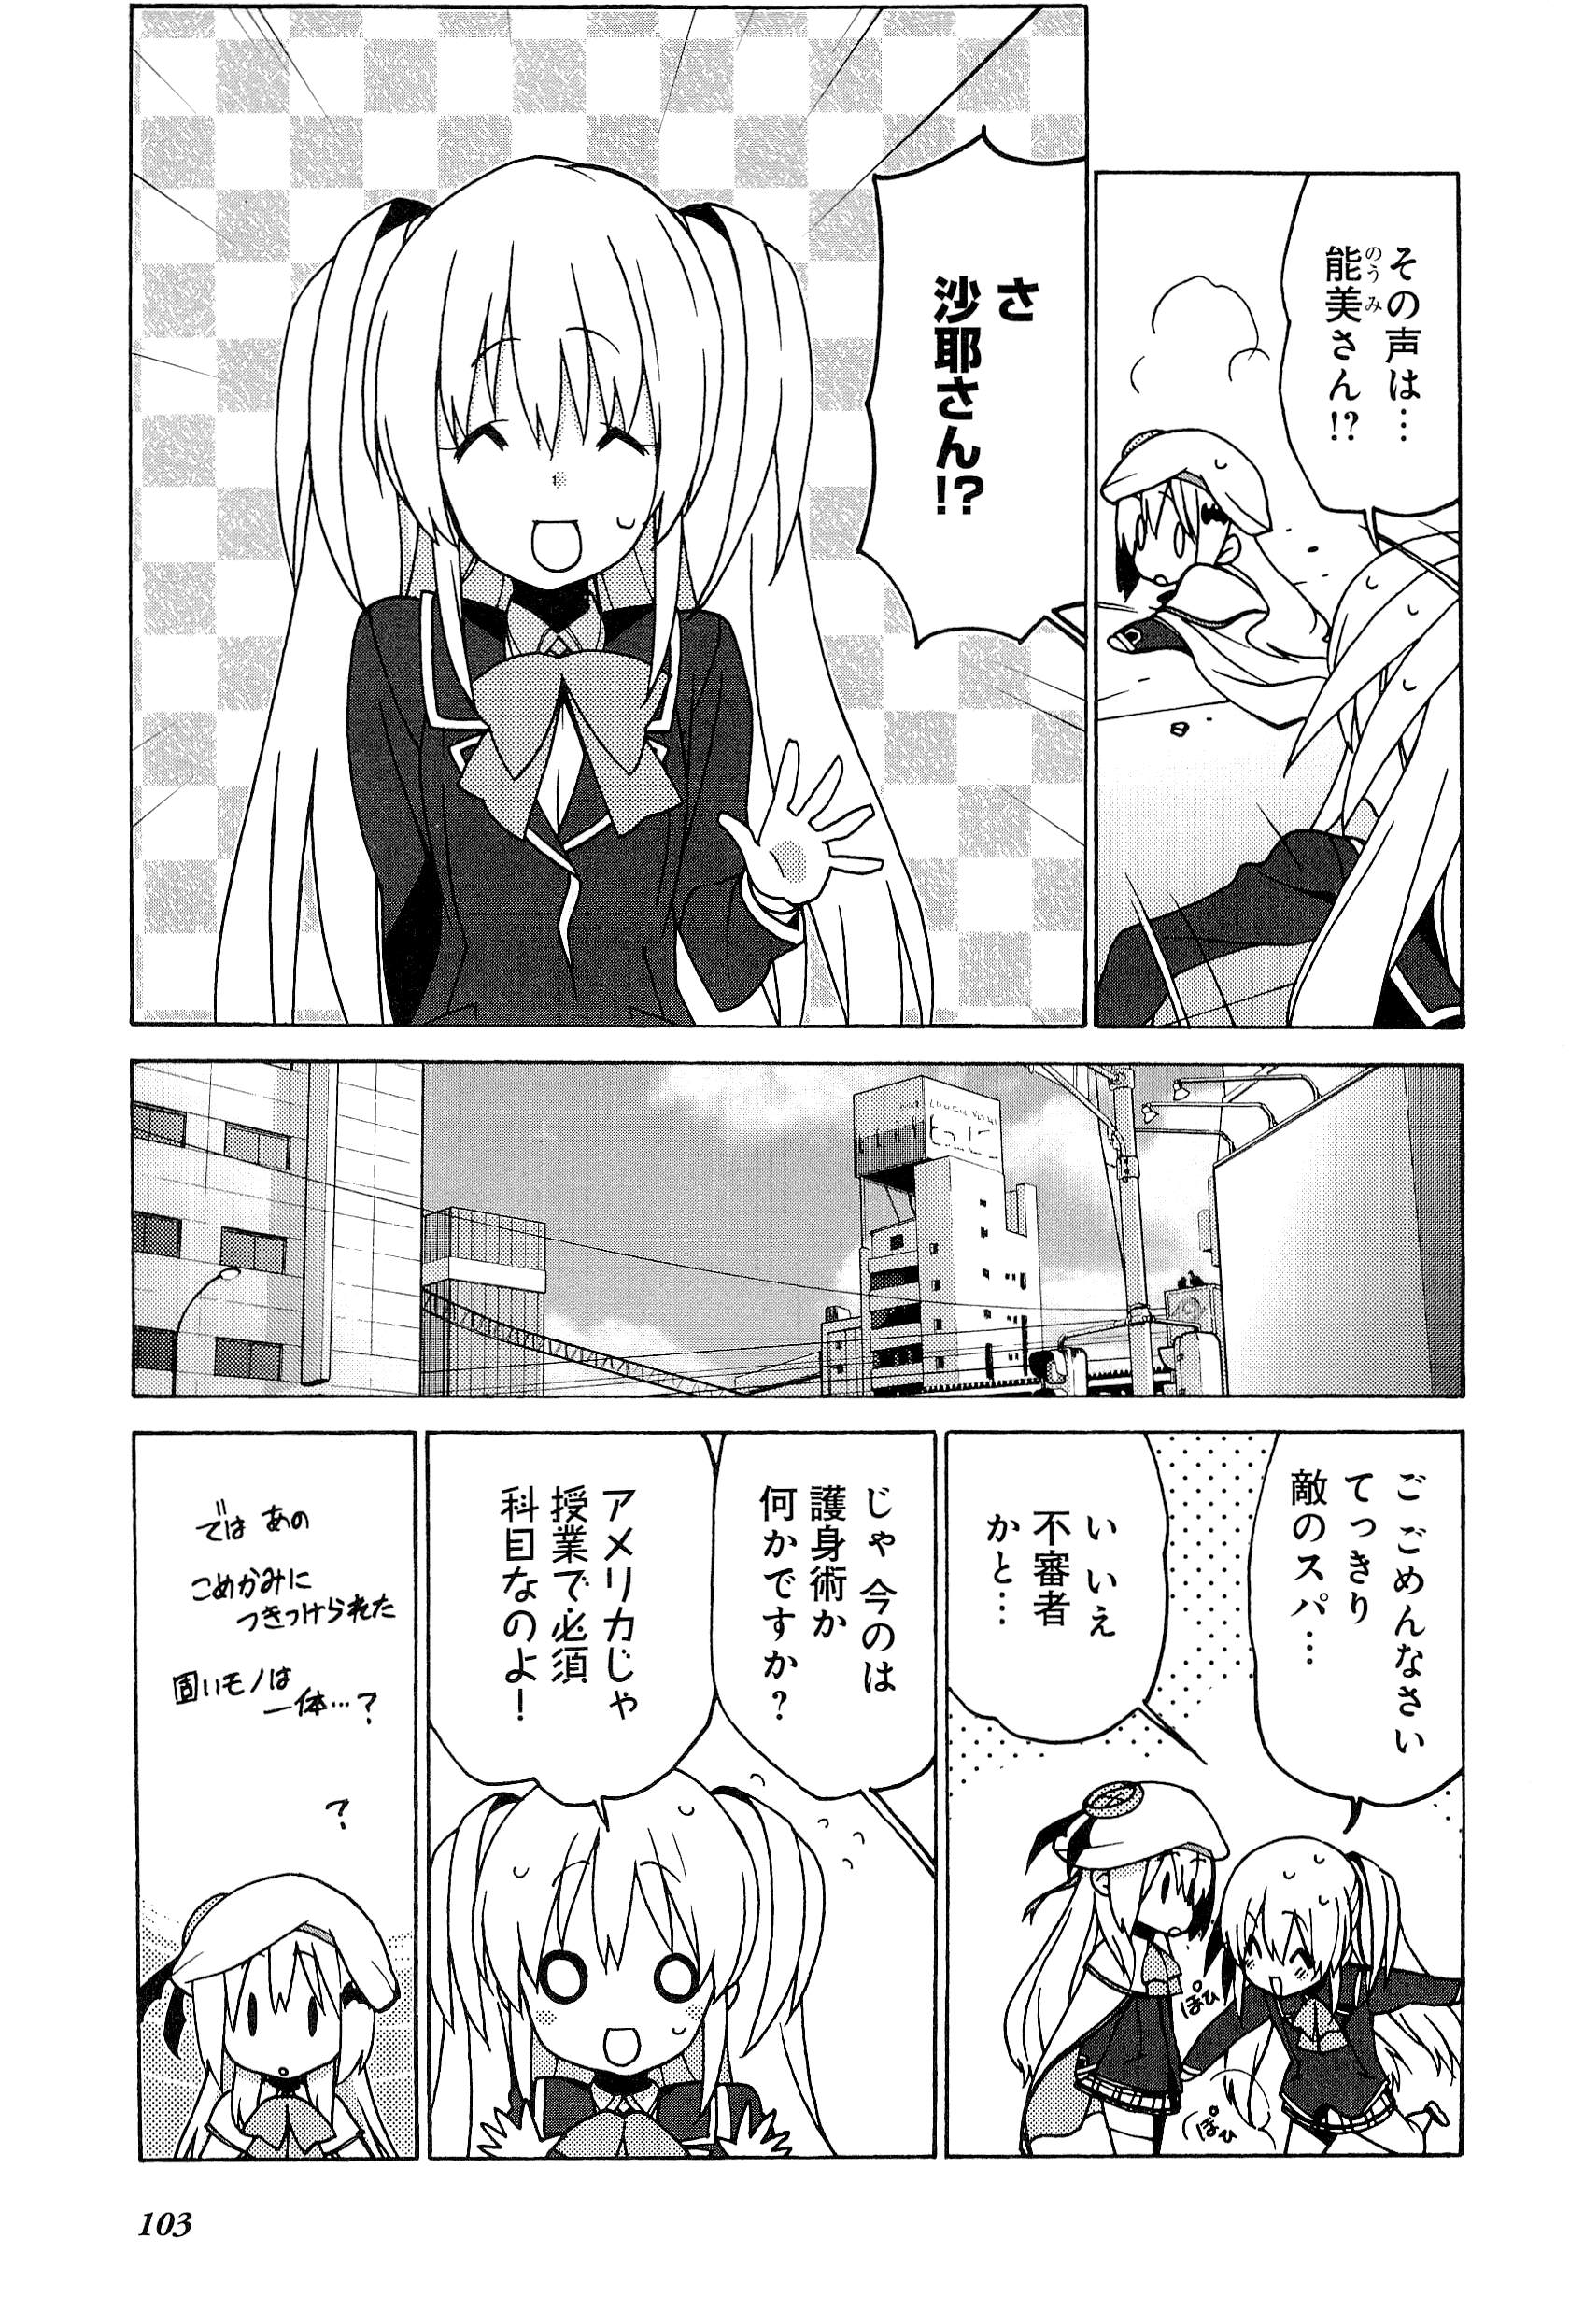 その声は…
能美さん!?
のうみ
さ
沙耶さん!?
ご ごめんなさい
てっきり
敵のスパ…
い いえ
不審者
かと…
ぽひ
ぽひ
じゃ 今のは
護身術か
何かですか?
アメリカじゃ
授業で必須
科目なのよ!
では あの
こめかみに
つきつけられた
固いモノは
一体…?
?
103